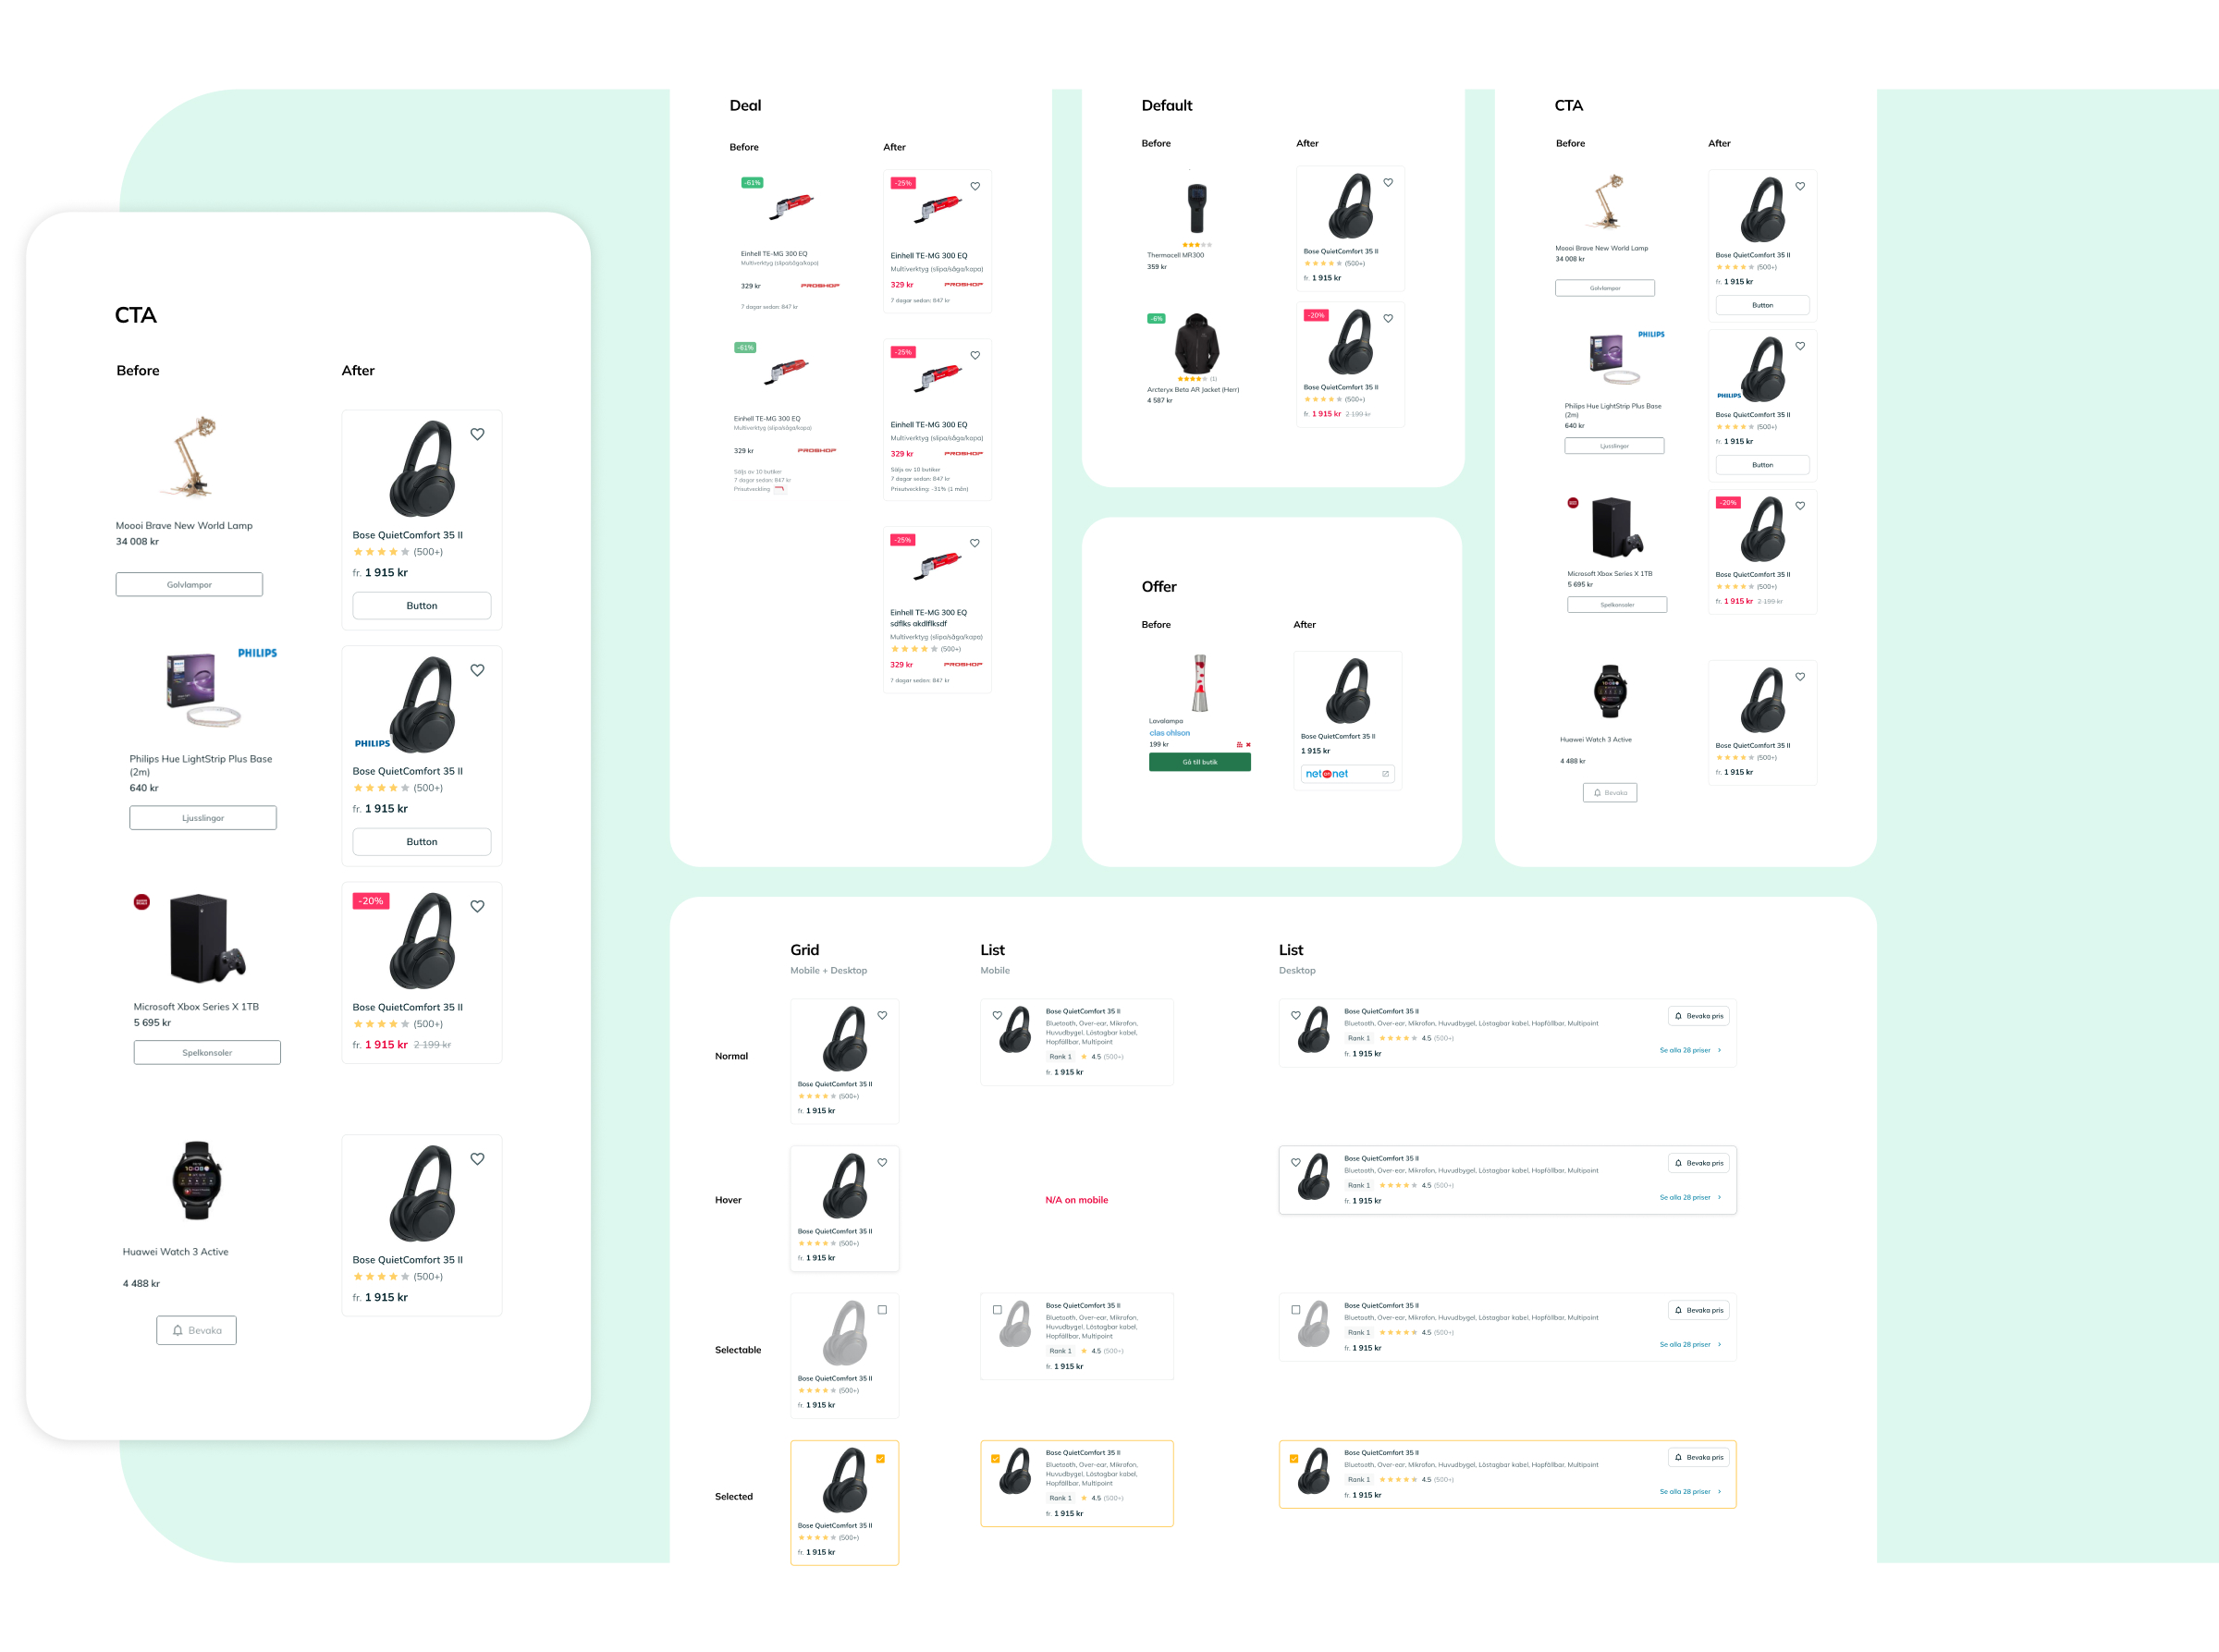 CTA
Before
After
Moooi Brave New World Lamp
34 008 kr
Golvlampor
Bose QuietComfort 35 II
(500+)
fr. 1 915 kr
Button
PHILIPS
Philips Hue LightStrip Plus Base
(2m)
640 kr
Ljusslingor
PHILIPS
Bose QuietComfort 35 II
(500+)
fr. 1 915 kr
Button
Microsoft Xbox Series X 1TB
5 695 kr
Spelkonsoler
-20%
Bose QuietComfort 35 II
(500+)
fr. 1 915 kr 2 199 kr
Huawei Watch 3 Active
4 488 kr
Bevaka
Bose QuietComfort 35 II
(500+)
fr. 1 915 kr
Deal
Before
After
-61%
Einhell TE-MG 300 EQ
Multiverktyg (slipa/såga/kapa)
329 kr
PROSHOP
7 dagar sedan: 847 kr
-25%
Einhell TE-MG 300 EQ
Multiverktyg (slipa/såga/kapa)
329 kr
PROSHOP
7 dagar sedan: 847 kr
-61%
Einhell TE-MG 300 EQ
Multiverktyg (slipa/såga/kapa)
329 kr
PROSHOP
Säljs av 10 butiker
7 dagar sedan: 847 kr
Prisutveckling
-25%
Einhell TE-MG 300 EQ
Multiverktyg (slipa/såga/kapa)
329 kr
PROSHOP
Säljs av 10 butiker
7 dagar sedan: 847 kr
Prisutveckling: -31% (1 mån)
-25%
Einhell TE-MG 300 EQ
sdflks akdlflksdf
Multiverktyg (slipa/såga/kapa)
(500+)
329 kr
PROSHOP
7 dagar sedan: 847 kr
Default
Before
After
Thermacell MR300
359 kr
Bose QuietComfort 35 II
(500+)
fr. 1 915 kr
-6%
(1)
Arcteryx Beta AR Jacket (Herr)
4 587 kr
-20%
Bose QuietComfort 35 II
(500+)
fr. 1 915 kr 2 199 kr
Offer
Before
After
Lavalampa
clas ohlson
199 kr
Gå till butik
Bose QuietComfort 35 II
1 915 kr
net on net
CTA
Before
After
Moooi Brave New World Lamp
34 008 kr
Golvlampor
Bose QuietComfort 35 II
(500+)
fr. 1 915 kr
Button
PHILIPS
Philips Hue LightStrip Plus Base
(2m)
640 kr
Ljusslingor
PHILIPS
Bose QuietComfort 35 II
(500+)
fr. 1 915 kr
Button
Microsoft Xbox Series X 1TB
5 695 kr
Spelkonsoler
-20%
Bose QuietComfort 35 II
(500+)
fr. 1 915 kr 2 199 kr
Huawei Watch 3 Active
4 488 kr
Bevaka
Bose QuietComfort 35 II
(500+)
fr. 1 915 kr
Grid
Mobile + Desktop
List
Mobile
List
Desktop
Normal
Bose QuietComfort 35 II
(500+)
fr. 1 915 kr
Bose QuietComfort 35 II
Bluetooth, Over-ear, Mikrofon,
Huvudbygel, Löstagbar kabel,
Hopfällbar, Multipoint
Rank 1 4.5 (500+)
fr. 1 915 kr
Bose QuietComfort 35 II
Bluetooth, Over-ear, Mikrofon, Huvudbygel, Löstagbar kabel, Hopfällbar, Multipoint
Rank 1 4.5 (500+)
fr. 1 915 kr
Bevaka pris
Se alla 28 priser
Hover
Bose QuietComfort 35 II
(500+)
fr. 1 915 kr
N/A on mobile
Bose QuietComfort 35 II
Bluetooth, Over-ear, Mikrofon, Huvudbygel, Löstagbar kabel, Hopfällbar, Multipoint
Rank 1 4.5 (500+)
fr. 1 915 kr
Bevaka pris
Se alla 28 priser
Selectable
Bose QuietComfort 35 II
(500+)
fr. 1 915 kr
Bose QuietComfort 35 II
Bluetooth, Over-ear, Mikrofon,
Huvudbygel, Löstagbar kabel,
Hopfällbar, Multipoint
Rank 1 4.5 (500+)
fr. 1 915 kr
Bose QuietComfort 35 II
Bluetooth, Over-ear, Mikrofon, Huvudbygel, Löstagbar kabel, Hopfällbar, Multipoint
Rank 1 4.5 (500+)
fr. 1 915 kr
Bevaka pris
Se alla 28 priser
Selected
Bose QuietComfort 35 II
(500+)
fr. 1 915 kr
Bose QuietComfort 35 II
Bluetooth, Over-ear, Mikrofon,
Huvudbygel, Löstagbar kabel,
Hopfällbar, Multipoint
Rank 1 4.5 (500+)
fr. 1 915 kr
Bose QuietComfort 35 II
Bluetooth, Over-ear, Mikrofon, Huvudbygel, Löstagbar kabel, Hopfällbar, Multipoint
Rank 1 4.5 (500+)
fr. 1 915 kr
Bevaka pris
Se alla 28 priser